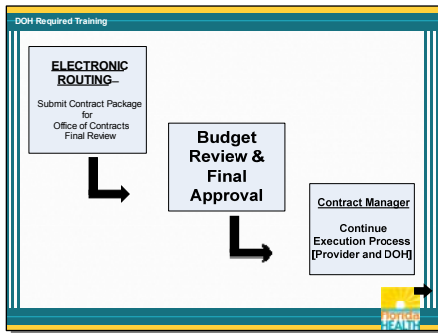 DOH Required Training
ELECTRONIC
ROUTING—
Submit Contract Package
for
Office of Contracts
Final Review
Budget
Review &
Final
Approval
Contract Manager
Continue
Execution Process
[Provider and DOH]
Florida
HEALTH